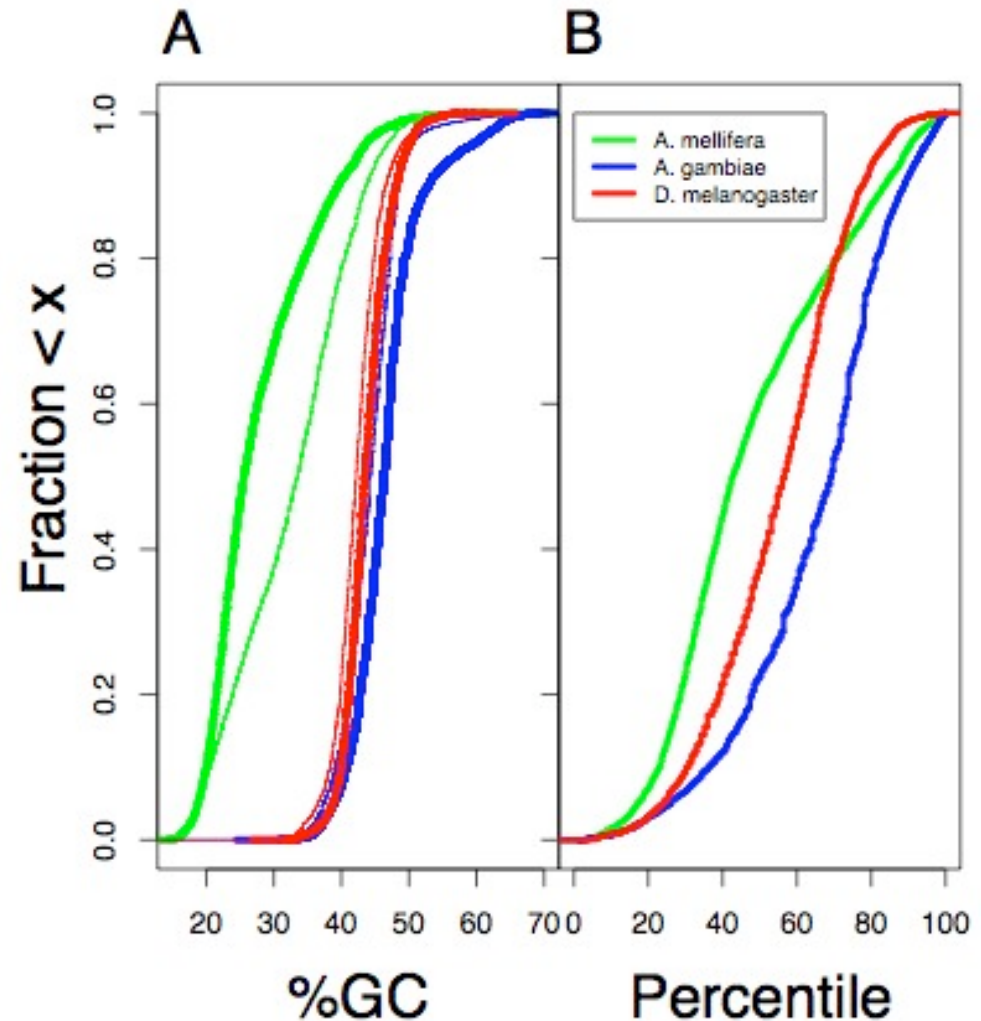 A
B
1.0
0.8
0.6
0.4
0.2
0.0
Fraction < x
A. mellifera
A. gambiae
D. melanogaster
20 30 40 50 60 70 0 20 40 60 80 100
%GC
Percentile